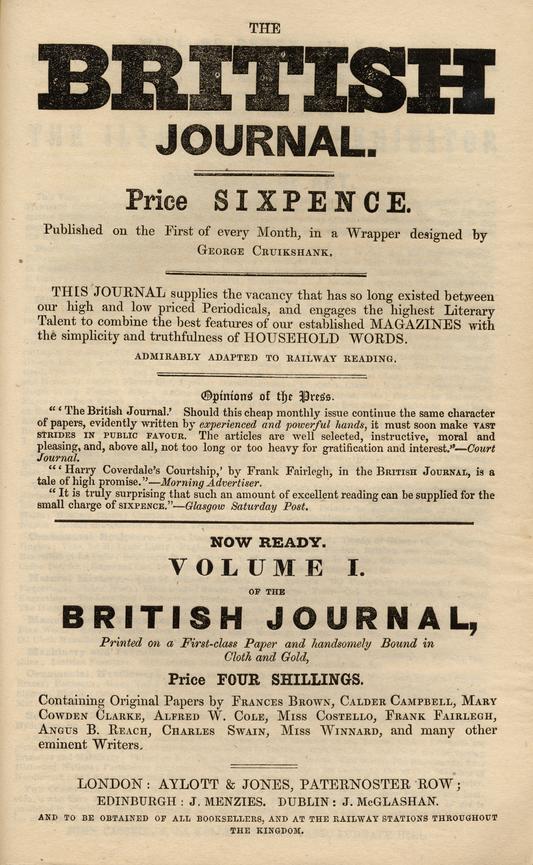 THE
BRITISH
JOURNAL.
Price SIXPENCE.
Published on the First of every Month, in a Wrapper designed by
GEORGE CRUIKSHANK.
THIS JOURNAL supplies the vacancy that has so long existed between
our high and low priced Periodicals, and engages the highest Literary
Talent to combine the best features of our established MAGAZINES with
the simplicity and truthfulness of HOUSEHOLD WORDS.
ADMIRABLY ADAPTED TO RAILWAY READING.
Opinions of the Press.
"'The British Journal.' Should this cheap monthly issue continue the same character
of papers, evidently written by experienced and powerful hands, it must soon make VAST
STRIDES IN PUBLIC FAVOUR. The articles are well selected, instructive, moral and
pleasing, and, above all, not too long or too heavy for gratification and interest."—Court
Journal.
"'Harry Coverdale's Courtship,' by Frank Fairlegh, in the BRITISH JOURNAL, is a
tale of high promise."—Morning Advertiser.
"It is truly surprising that such an amount of excellent reading can be supplied for the
small charge of SIXPENCE."—Glasgow Saturday Post.
NOW READY.
VOLUME I.
OF THE
BRITISH JOURNAL,
Printed on a First-class Paper and handsomely Bound in
Cloth and Gold,
Price FOUR SHILLINGS.
Containing Original Papers by FRANCES BROWN, CALDER CAMPBELL, MARY
COWDEN CLARKE, ALFRED W. COLE, MISS COSTELLO, FRANK FAIRLEGH,
ANGUS B. REACH, CHARLES SWAIN, MISS WINNARD, and many other
eminent Writers.
LONDON: AYLOTT & JONES, PATERNOSTER ROW;
EDINBURGH: J. MENZIES. DUBLIN: J. McGLASHAN.
AND TO BE OBTAINED OF ALL BOOKSELLERS, AND AT THE RAILWAY STATIONS THROUGHOUT
THE KINGDOM.